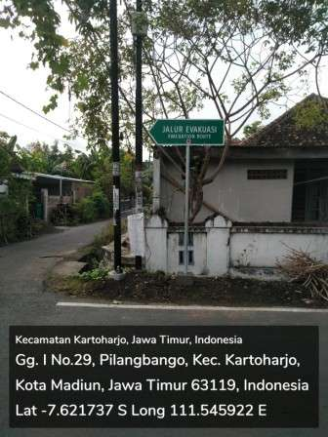 JALUR EVAKUASI
EVACUATION ROUTE
Kecamatan Kartoharjo, Jawa Timur, Indonesia
Gg. I No.29, Pilangbango, Kec. Kartoharjo,
Kota Madiun, Jawa Timur 63119, Indonesia
Lat -7.621737 S Long 111.545922 E